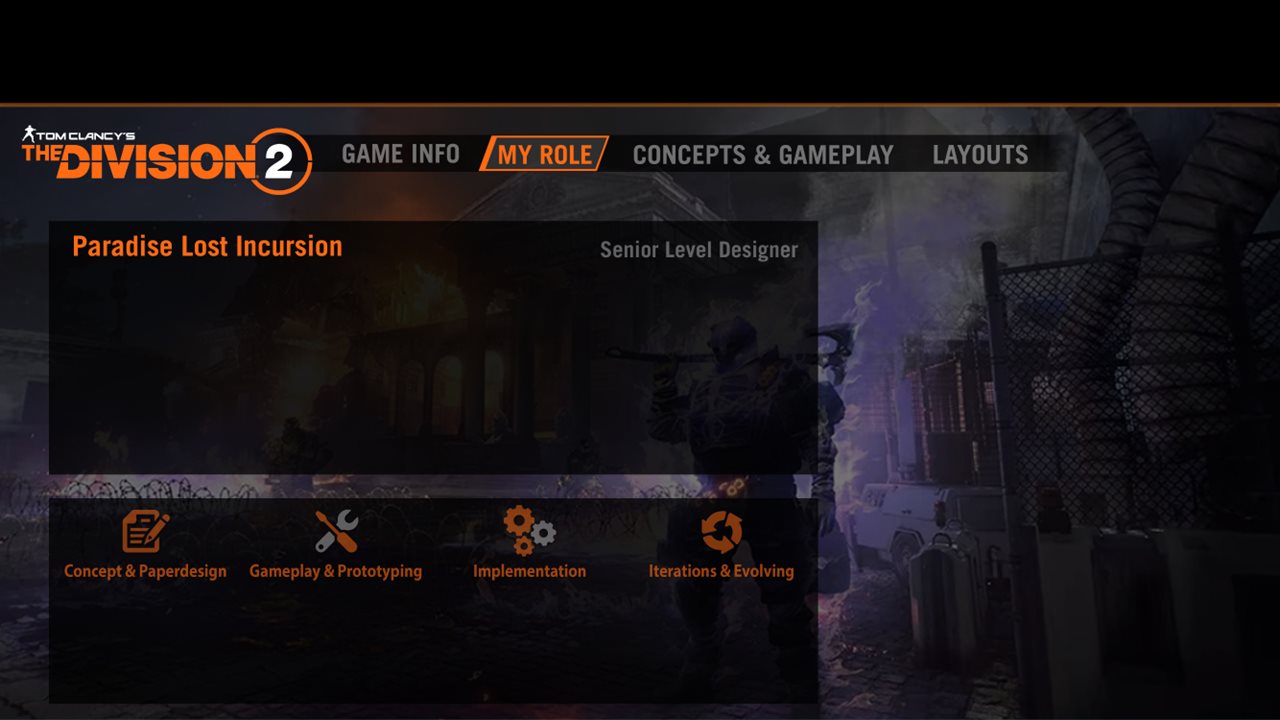 TOM CLANCY'S
THE DIVISION 2
GAME INFO
MY ROLE
CONCEPTS & GAMEPLAY
LAYOUTS
Paradise Lost Incursion
Senior Level Designer
Concept & Paperdesign
Gameplay & Prototyping
Implementation
Iterations & Evolving